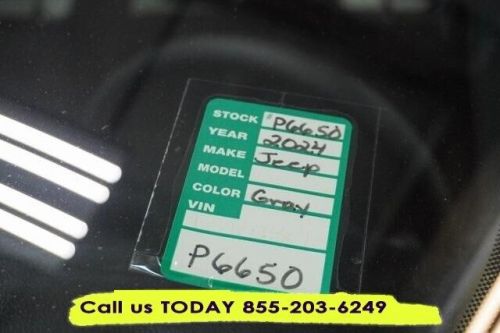 STOCK P6650
YEAR 2024
MAKE Jeep
MODEL
COLOR Gray
VIN
P6650
Call us TODAY 855-203-6249